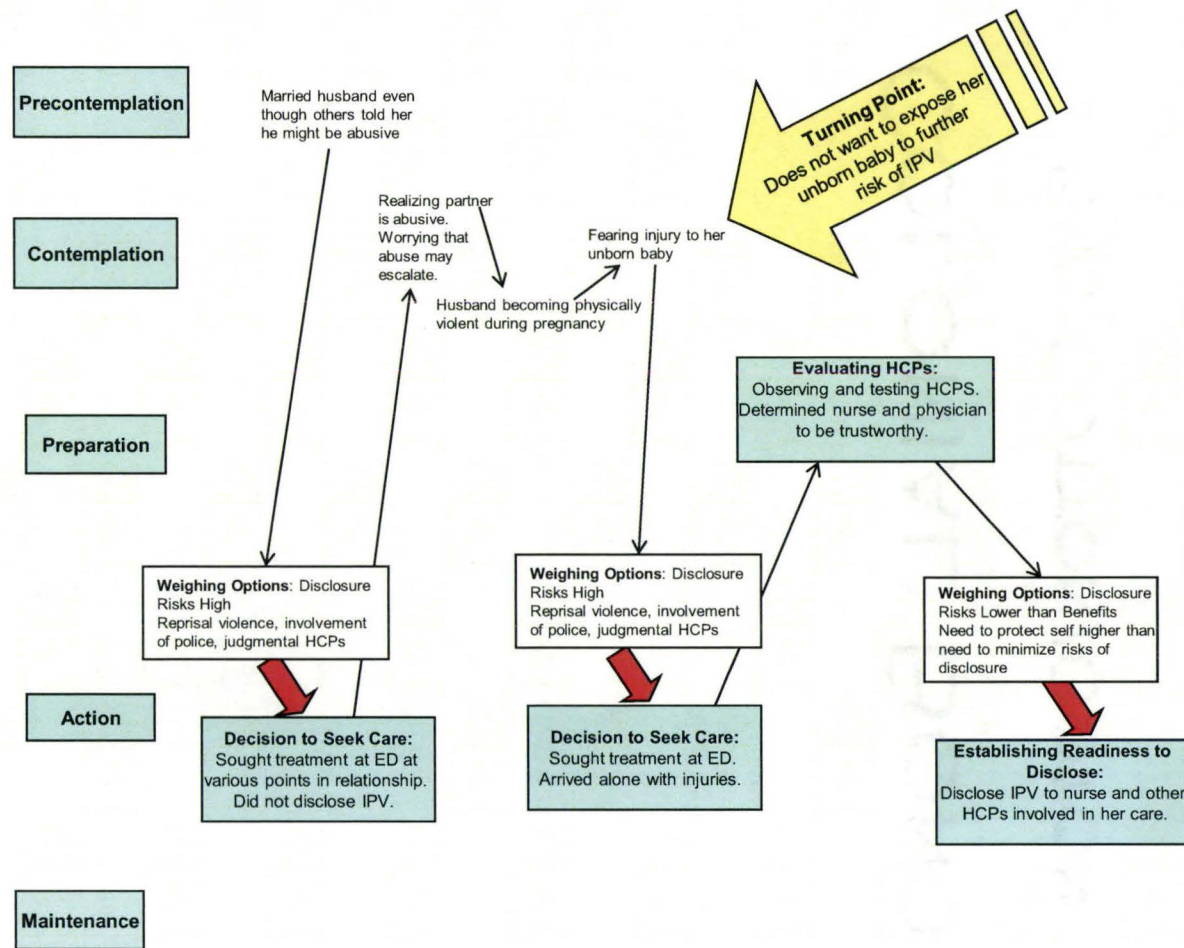 Precontemplation
Married husband even
though others told her
he might be abusive
Turning Point:
Does not want to expose her
unborn baby to further
risk of IPV
Contemplation
Realizing partner
is abusive.
Worrying that
abuse may
escalate.
Husband becoming physically
violent during pregnancy
Fearing injury to her
unborn baby
Preparation
Evaluating HCPs:
Observing and testing HCPS.
Determined nurse and physician
to be trustworthy.
Weighing Options: Disclosure
Risks High
Reprisal violence, involvement
of police, judgmental HCPs
Weighing Options: Disclosure
Risks High
Reprisal violence, involvement
of police, judgmental HCPs
Weighing Options: Disclosure
Risks Lower than Benefits
Need to protect self higher than
need to minimize risks of
disclosure
Action
Decision to Seek Care:
Sought treatment at ED at
various points in relationship.
Did not disclose IPV.
Decision to Seek Care:
Sought treatment at ED.
Arrived alone with injuries.
Establishing Readiness to
Disclose:
Disclose IPV to nurse and other
HCPs involved in her care.
Maintenance